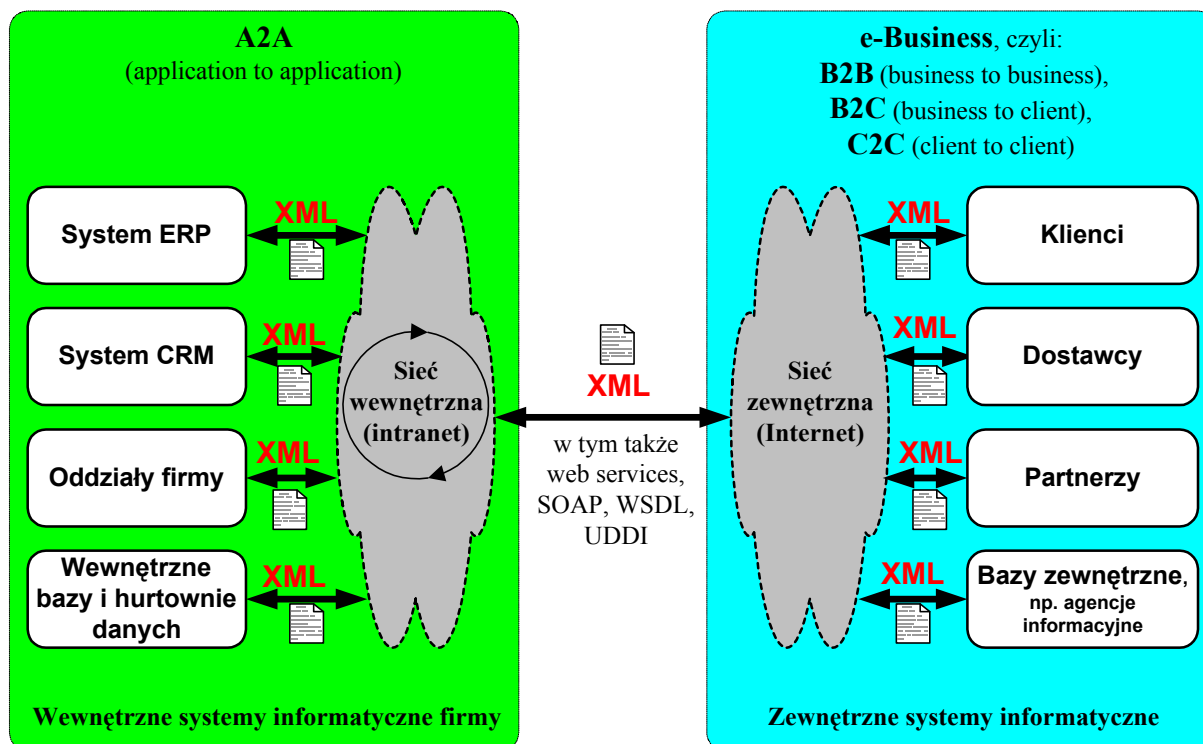 A2A
(application to application)
System ERP
XML
System CRM
XML
Oddziały firmy
XML
Wewnętrzne
bazy i hurtownie
danych
XML
Sieć
wewnętrzna
(intranet)
Wewnętrzne systemy informatyczne firmy
XML
w tym także
web services,
SOAP, WSDL,
UDDI
e-Business, czyli:
B2B (business to business),
B2C (business to client),
C2C (client to client)
Sieć
zewnętrzna
(Internet)
XML
Klienci
XML
Dostawcy
XML
Partnerzy
XML
Bazy zewnętrzne,
np. agencje
informacyjne
Zewnętrzne systemy informatyczne